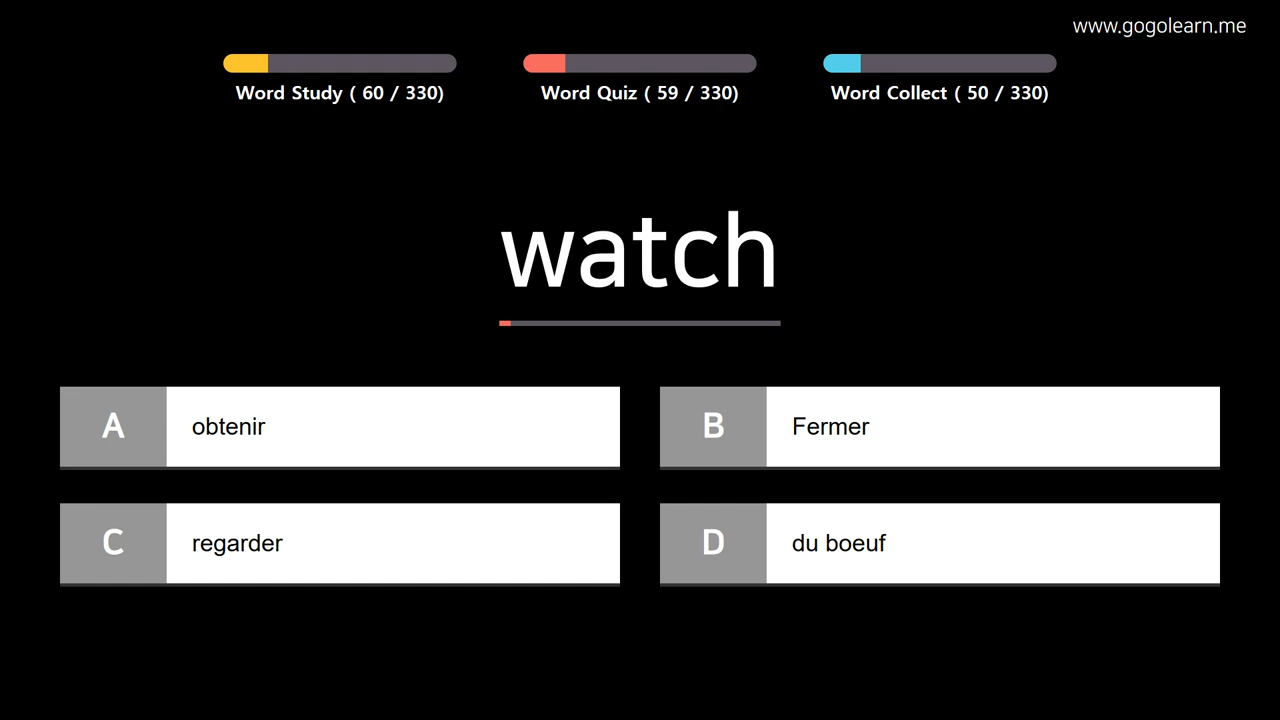 www.gogolearn.me
Word Study ( 60 / 330)
Word Quiz ( 59 / 330)
Word Collect ( 50 / 330)
watch
A obtenir
B Fermer
C regarder
D du boeuf